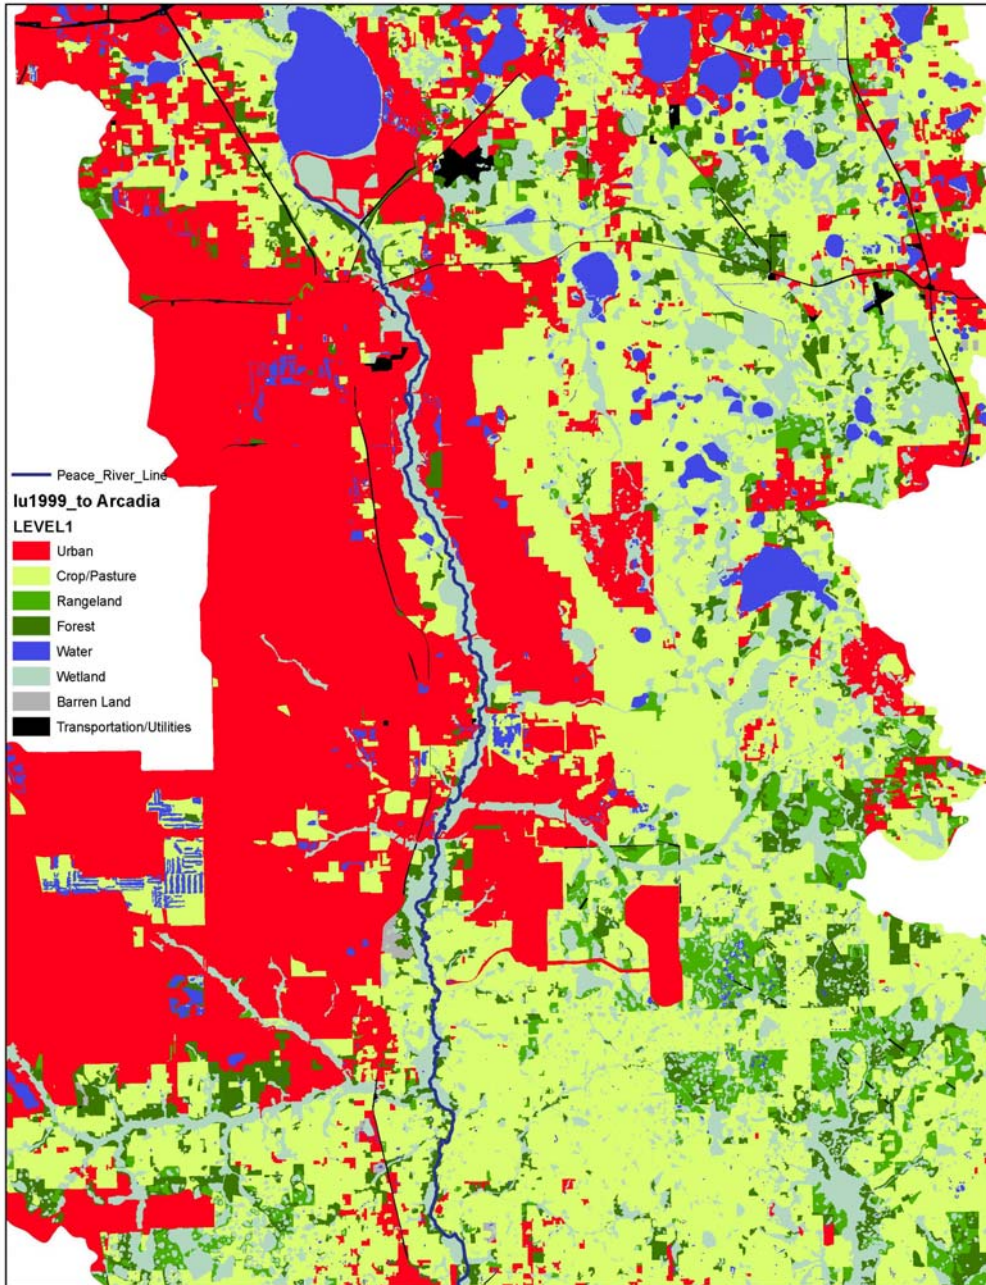 Peace_River_Line
lu1999_to Arcadia
LEVEL1
Urban
Crop/Pasture
Rangeland
Forest
Water
Wetland
Barren Land
Transportation/Utilities